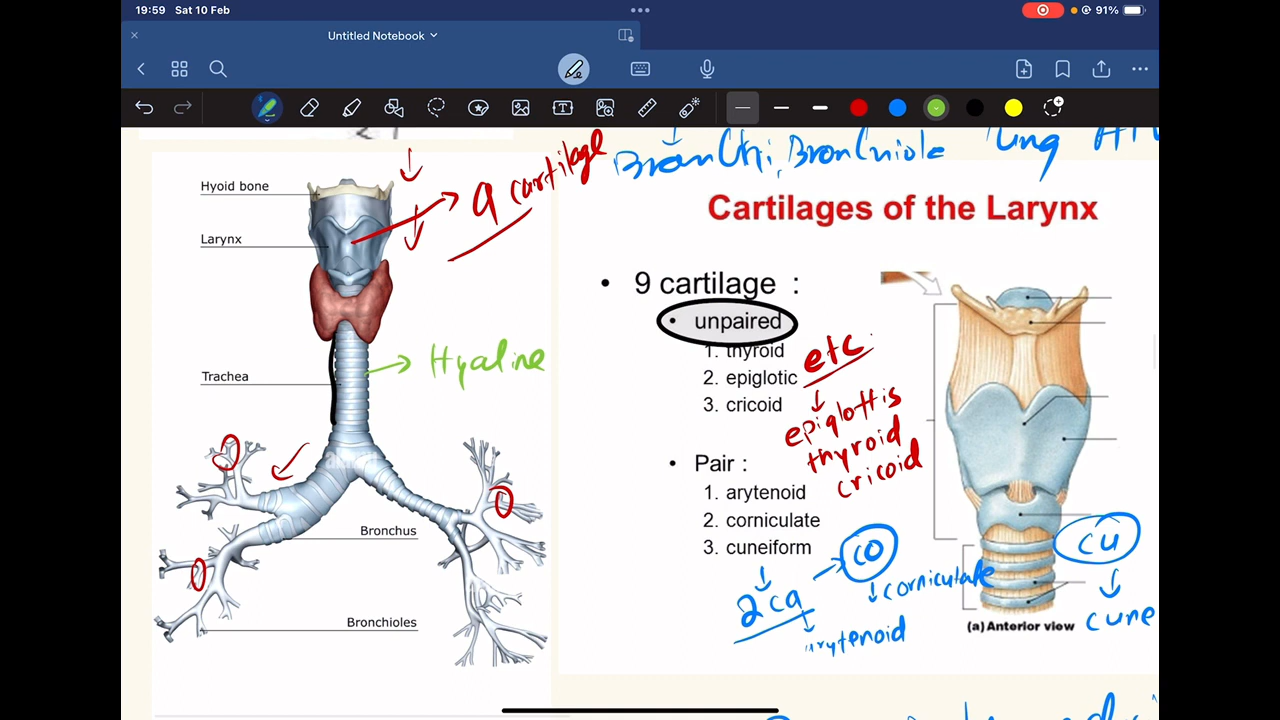 19:59 Sat 10 Feb
91%
Untitled Notebook
Bronchi, Bronchiole
lung
Hyoid bone
Larynx
9 cartilage
Trachea
Hyaline
Bronchus
Bronchioles
Cartilages of the Larynx
• 9 cartilage :
• unpaired
1. thyroid
2. epiglotic
3. cricoid
etc
epiglottis
thyroid
cricoid
• Pair :
1. arytenoid
2. corniculate
3. cuneiform
2ca
arytenoid
co
corniculate
cu
cune
(a) Anterior view